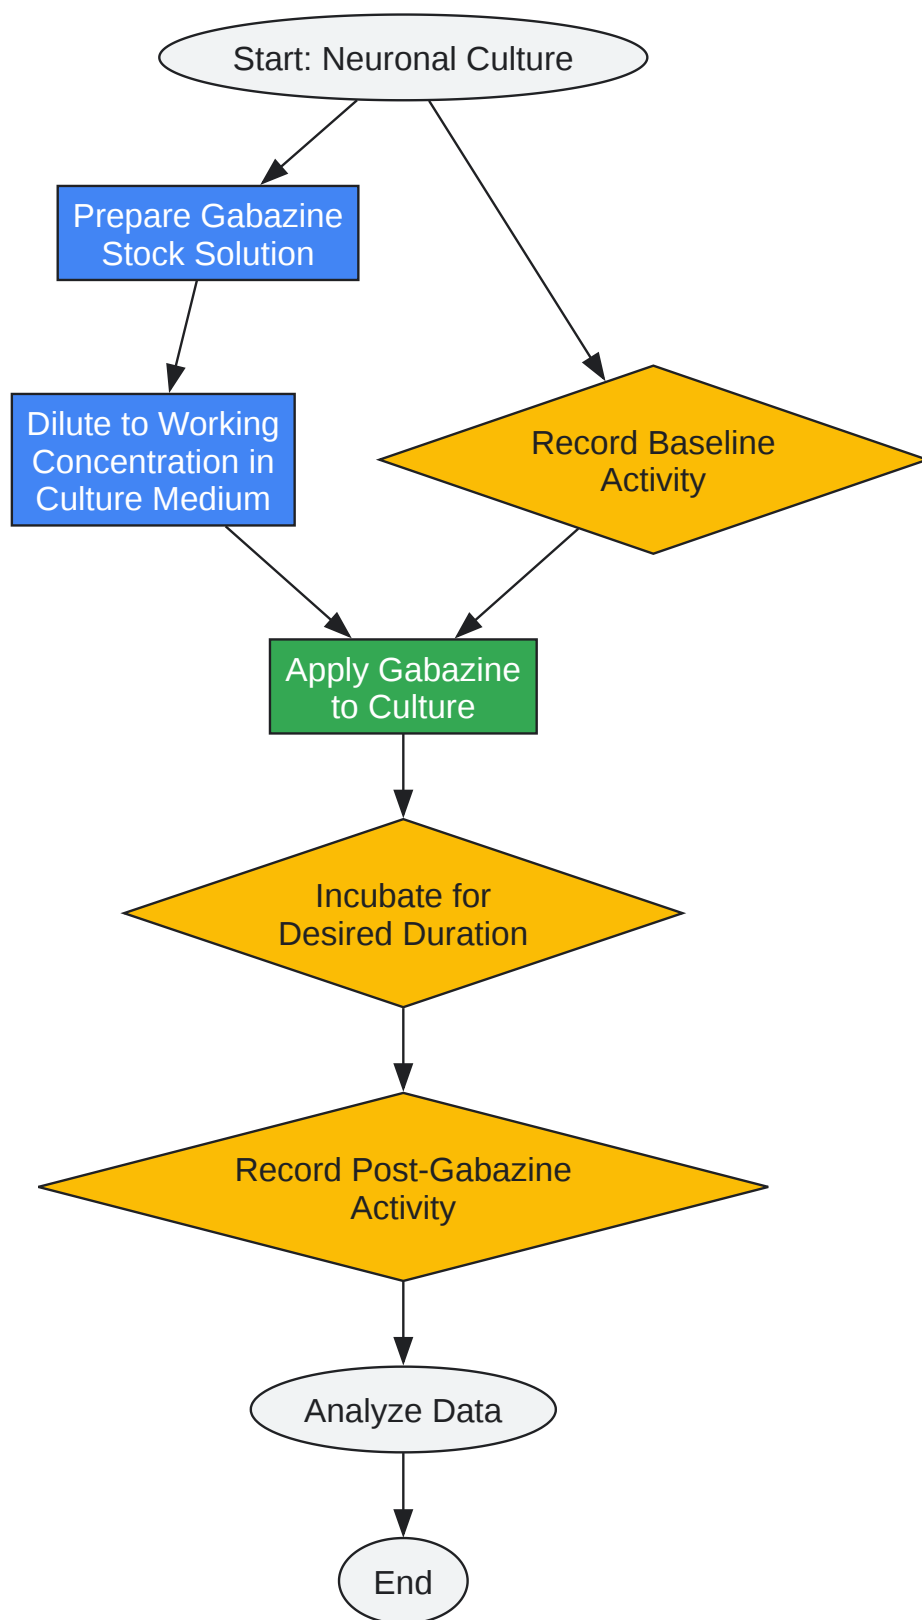 Start: Neuronal Culture
Prepare Gabazine
Stock Solution
Dilute to Working
Concentration in
Culture Medium
Record Baseline
Activity
Apply Gabazine
to Culture
Incubate for
Desired Duration
Record Post-Gabazine
Activity
Analyze Data
End